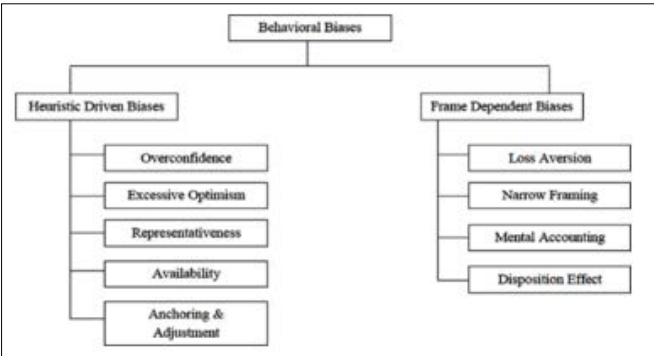 Behavioral Biases
Heuristic Driven Biases
Frame Dependent Biases
Overconfidence
Excessive Optimism
Representativeness
Availability
Anchoring &
Adjustment
Loss Aversion
Narrow Framing
Mental Accounting
Disposition Effect